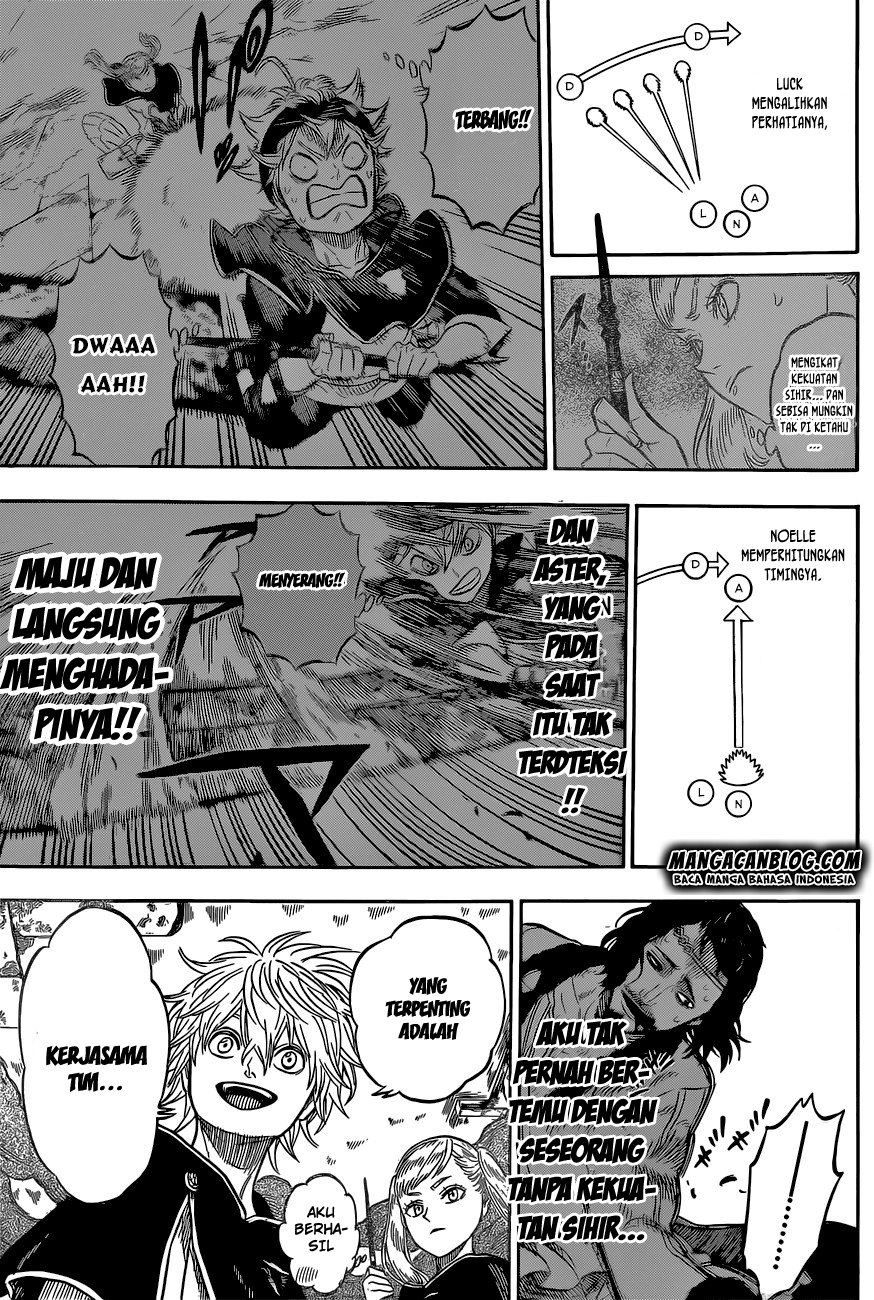 LUCK
MENGALIHKAN
PERHATIANYA,
D
D
L
N
A
TERBANG!!
DWAAA
AAH!!
MENGIKAT
KEKUATAN
SIHIR... DAN
SEBISA MUNGKIN
TAK DI KETAHU
...
NOELLE
MEMPERHITUNGKAN
TIMINGYA.
D
A
L
N
DAN
ASTER,
YANG
PADA
SAAT
ITU TAK
TERDTEKSI
!!
MENYERANG!!
MAJU DAN
LANGSUNG
MENGHADA-
PINYA!!
MANGACANBLOG.COM
BACA MANGA BAHASA INDONESIA
AKU TAK
PERNAH BER-
TEMU DENGAN
SESEORANG
TANPA KEKUA-
TAN SIHIR...
YANG
TERPENTING
ADALAH
KERJASAMA
TIM...
AKU
BERHA-
SIL